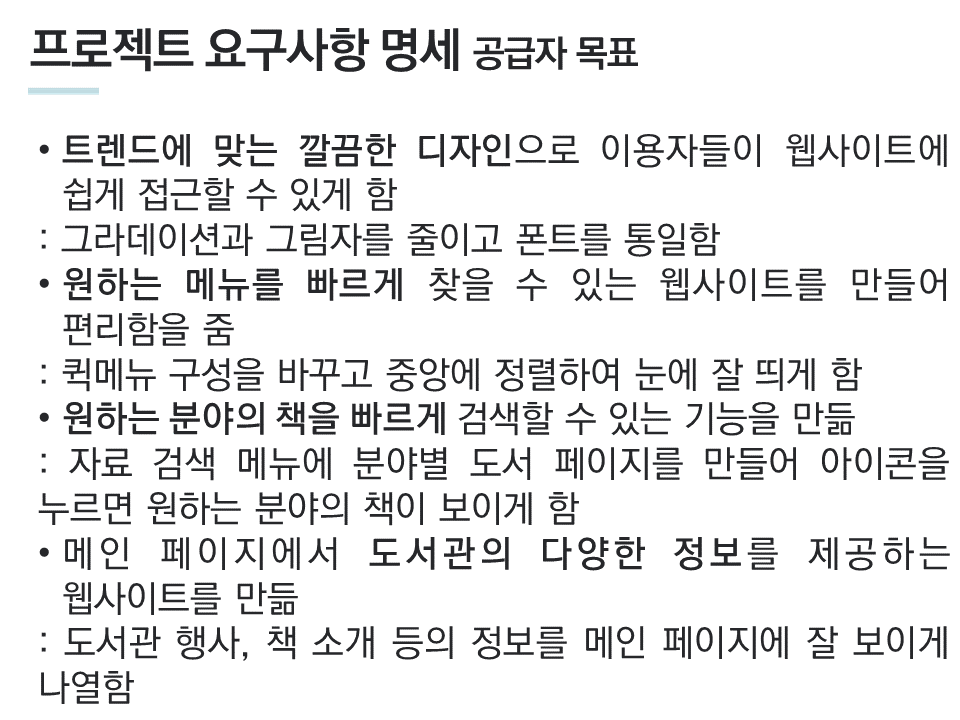 프로젝트 요구사항 명세 공급자 목표
• 트렌드에 맞는 깔끔한 디자인으로 이용자들이 웹사이트에
쉽게 접근할 수 있게 함
: 그라데이션과 그림자를 줄이고 폰트를 통일함
• 원하는 메뉴를 빠르게 찾을 수 있는 웹사이트를 만들어
편리함을 줌
: 퀵메뉴 구성을 바꾸고 중앙에 정렬하여 눈에 잘 띄게 함
• 원하는 분야의 책을 빠르게 검색할 수 있는 기능을 만듦
: 자료 검색 메뉴에 분야별 도서 페이지를 만들어 아이콘을
누르면 원하는 분야의 책이 보이게 함
• 메인 페이지에서 도서관의 다양한 정보를 제공하는
웹사이트를 만듦
: 도서관 행사, 책 소개 등의 정보를 메인 페이지에 잘 보이게
나열함